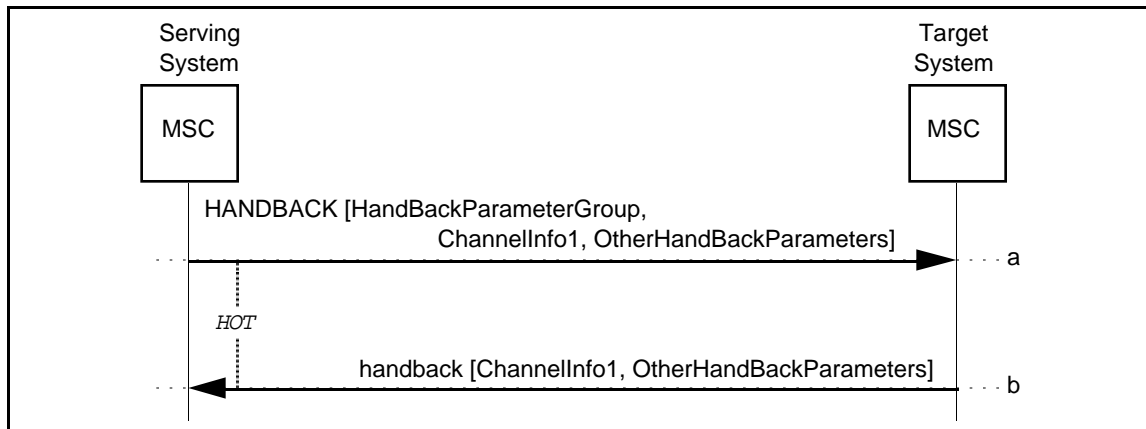 Serving
System
Target
System
MSC
MSC
HANDBACK [HandBackParameterGroup,
ChannelInfo1, OtherHandBackParameters]
a
HOT
handback [ChannelInfo1, OtherHandBackParameters]
b